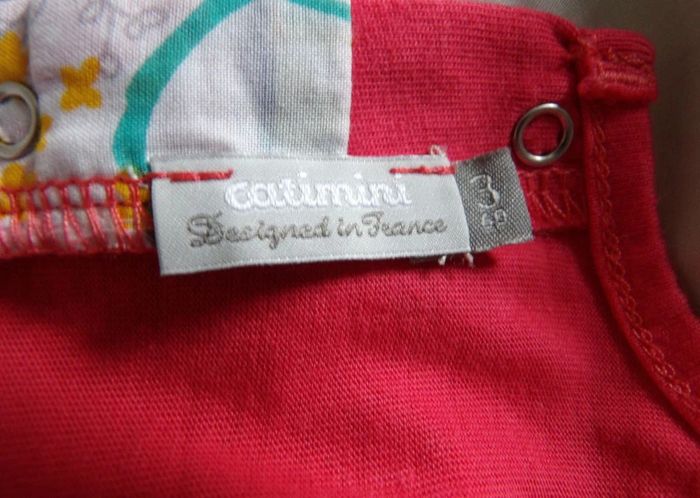 catimini
Designed in France
3